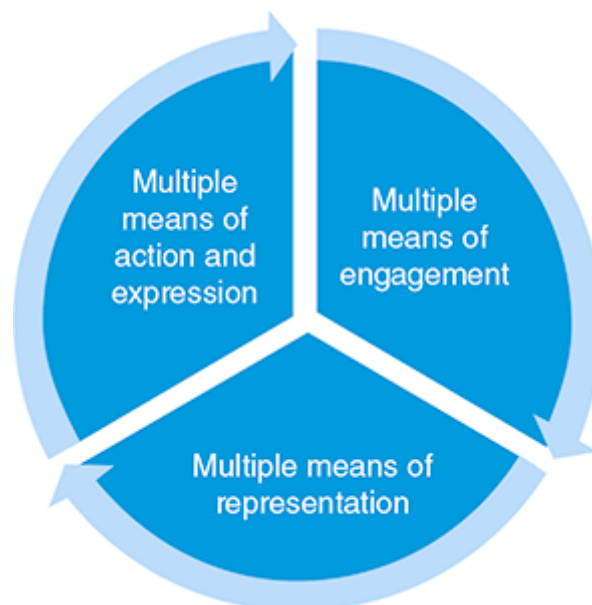 Multiple
means of
action and
expression
Multiple
means of
engagement
Multiple means of
representation